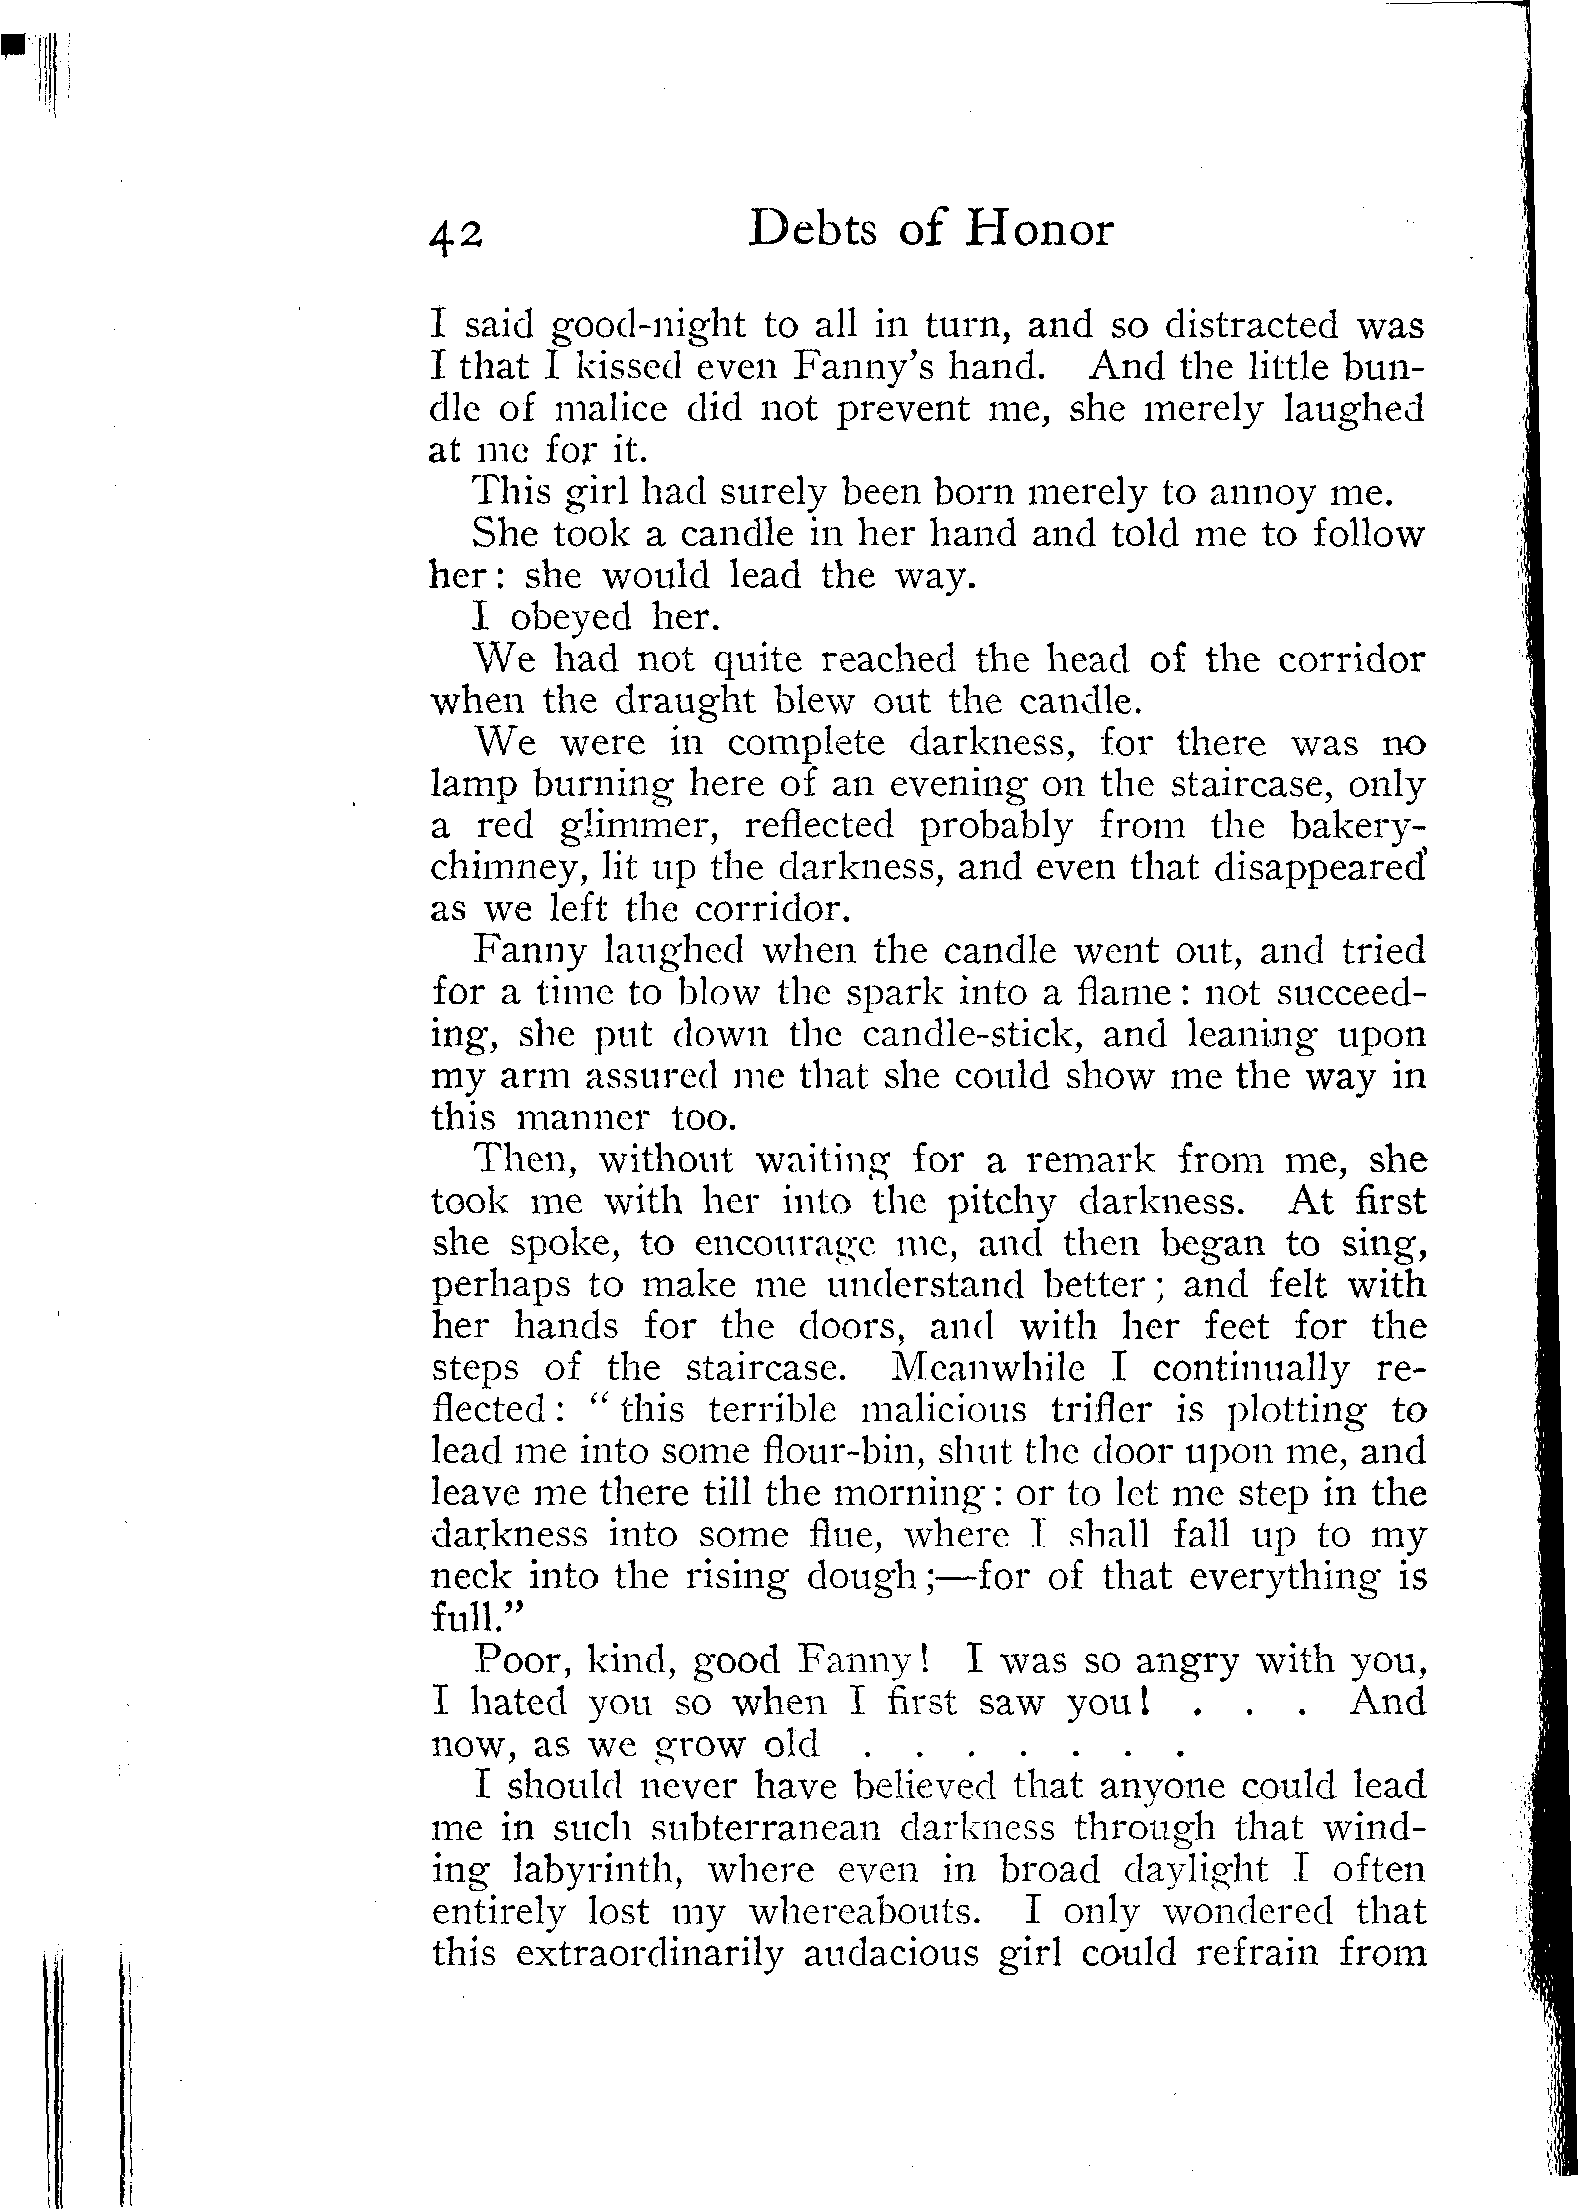 42 Debts of Honor
I said good-night to all in turn, and so distracted was
I that I kissed even Fanny's hand. And the little bun-
dle of malice did not prevent me, she merely laughed
at me for it.
This girl had surely been born merely to annoy me.
She took a candle in her hand and told me to follow
her: she would lead the way.
I obeyed her.
We had not quite reached the head of the corridor
when the draught blew out the candle.
We were in complete darkness, for there was no
lamp burning here of an evening on the staircase, only
a red glimmer, reflected probably from the bakery-
chimney, lit up the darkness, and even that disappeared
as we left the corridor.
Fanny laughed when the candle went out, and tried
for a time to blow the spark into a flame: not succeed-
ing, she put down the candle-stick, and leaning upon
my arm assured me that she could show me the way in
this manner too.
Then, without waiting for a remark from me, she
took me with her into the pitchy darkness. At first
she spoke, to encourage me, and then began to sing,
perhaps to make me understand better; and felt with
her hands for the doors, and with her feet for the
steps of the staircase. Meanwhile I continually re-
flected: "this terrible malicious trifler is plotting to
lead me into some flour-bin, shut the door upon me, and
leave me there till the morning: or to let me step in the
darkness into some flue, where I shall fall up to my
neck into the rising dough;—for of that everything is
full."
Poor, kind, good Fanny! I was so angry with you,
I hated you so when I first saw you! . . . And
now, as we grow old . . . . . . .
I should never have believed that anyone could lead
me in such subterranean darkness through that wind-
ing labyrinth, where even in broad daylight I often
entirely lost my whereabouts. I only wondered that
this extraordinarily audacious girl could refrain from